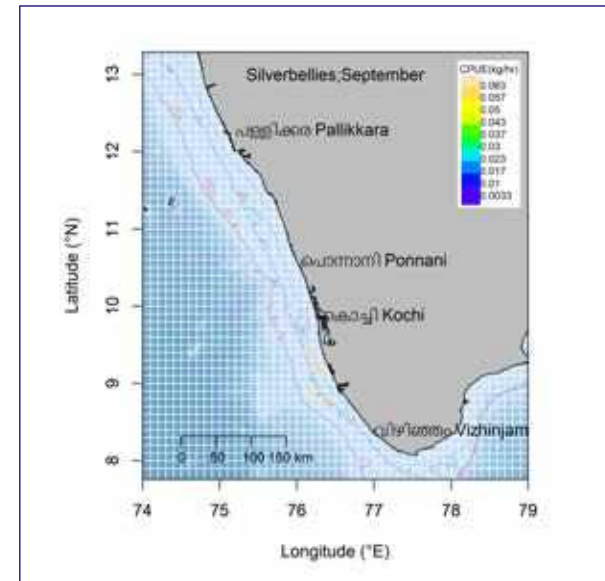 Silverbellies;September
CPUE(kg/hr)
0.063
0.057
0.05
0.043
0.037
0.03
0.023
0.017
0.01
0.0033
പള്ളിക്കര Pallikkara
പൊന്നാനി Ponnani
കൊച്ചി Kochi
വിഴിഞ്ഞം Vizhinjam
0 50 100 150 km
Latitude (°N)
13
12
11
10
9
8
74 75 76 77 78 79
Longitude (°E)